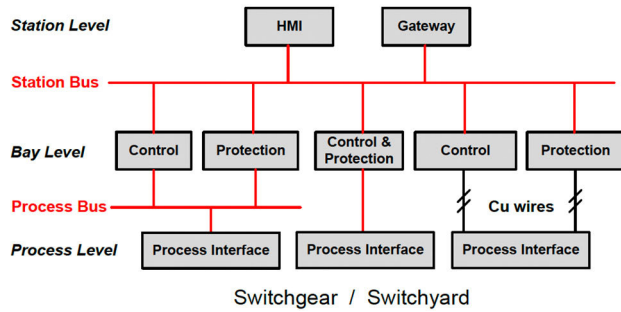 Station Level
HMI
Gateway
Station Bus
Bay Level
Control
Protection
Control &
Protection
Control
Protection
Process Bus
Cu wires
Process Level
Process Interface
Process Interface
Process Interface
Switchgear / Switchyard